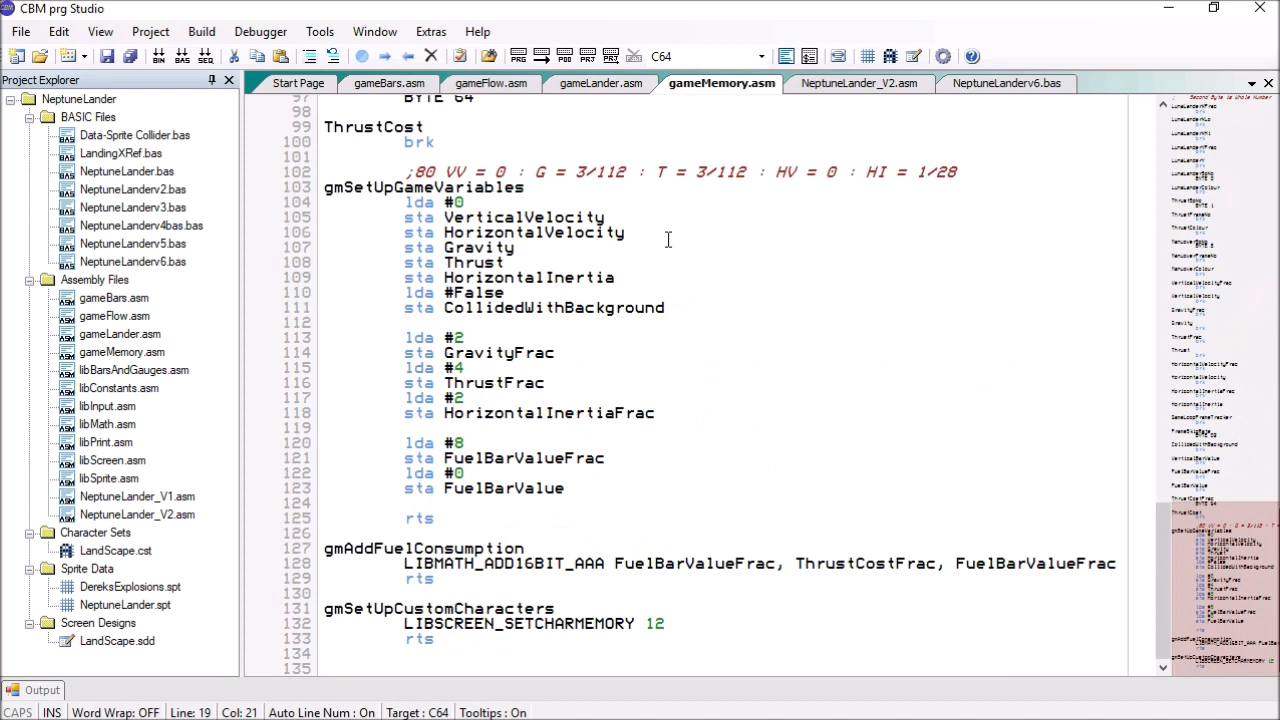 CBM prg Studio
File Edit View Project Build Debugger Tools Window Extras Help
C64
Project Explorer
Start Page gameBars.asm gameFlow.asm gameLander.asm gameMemory.asm NeptuneLander_V2.asm NeptuneLanderv6.bas
NeptuneLander
BASIC Files
Data-Sprite Collider.bas
LandingXRef.bas
NeptuneLander.bas
NeptuneLanderv2.bas
NeptuneLanderv3.bas
NeptuneLanderv4bas.bas
NeptuneLanderv5.bas
NeptuneLanderv6.bas
Assembly Files
gameBars.asm
gameFlow.asm
gameLander.asm
gameMemory.asm
libBarsAndGauges.asm
libConstants.asm
libInput.asm
libMath.asm
libPrint.asm
libScreen.asm
libSprite.asm
NeptuneLander_V1.asm
NeptuneLander_V2.asm
Character Sets
LandScape.cst
Sprite Data
DereksExplosions.spt
NeptuneLander.spt
Screen Designs
LandScape.sdd
97 BYTE 64
98
99 ThrustCost
100 brk
101
102 ;80 VV = 0 : G = 3/112 : T = 3/112 : HV = 0 : HI = 1/28
103 gmSetUpGameVariables
104 lda #0
105 sta VerticalVelocity
106 sta HorizontalVelocity
107 sta Gravity
108 sta Thrust
109 sta HorizontalInertia
110 lda #False
111 sta CollidedWithBackground
112
113 lda #2
114 sta GravityFrac
115 lda #4
116 sta ThrustFrac
117 lda #2
118 sta HorizontalInertiaFrac
119
120 lda #8
121 sta FuelBarValueFrac
122 lda #0
123 sta FuelBarValue
124
125 rts
126
127 gmAddFuelConsumption
128 LIBMATH_ADD16BIT_AAA FuelBarValueFrac, ThrustCostFrac, FuelBarValueFrac
129 rts
130
131 gmSetUpCustomCharacters
132 LIBSCREEN_SETCHARMEMORY 12
133 rts
134
135
Output
CAPS INS Word Wrap: OFF Line: 19 Col: 21 Auto Line Num : On Target : C64 Tooltips : On